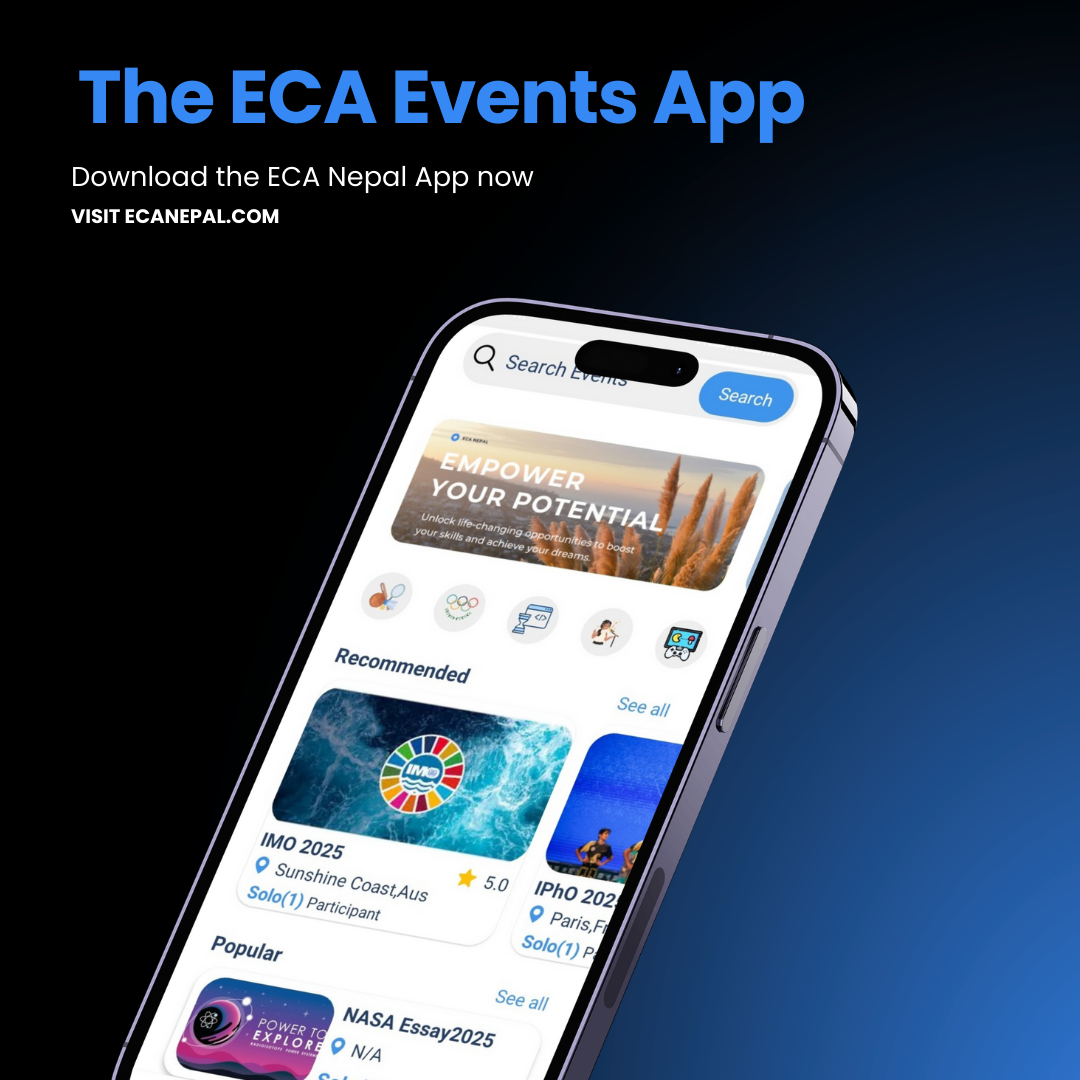 The ECA Events App
Download the ECA Nepal App now
VISIT ECANEPAL.COM
Search Events
Search
ECA NEPAL
EMPOWER
YOUR POTENTIAL
Unlock life-changing opportunities to boost
your skills and achieve your dreams.
Recommended
See all
IMO
IMO 2025
Sunshine Coast,Aus
5.0
Solo(1) Participant
IPhO 202
Paris,Fr
Solo(1) Pa
Popular
See all
POWER TO
EXPLORE
NASA Essay2025
N/A